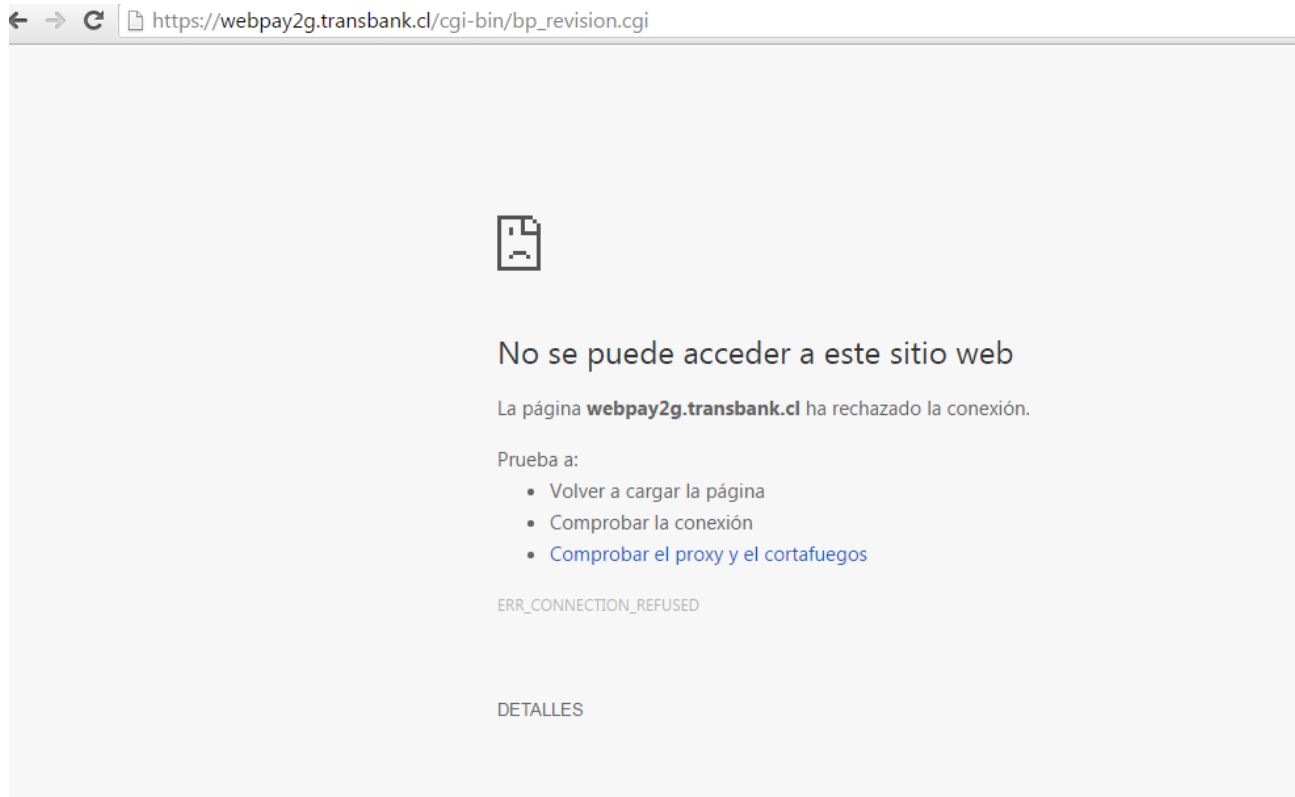 https://webpay2g.transbank.cl/cgi-bin/bp_revision.cgi
No se puede acceder a este sitio web
La página webpay2g.transbank.cl ha rechazado la conexión.
Prueba a:
• Volver a cargar la página
• Comprobar la conexión
• Comprobar el proxy y el cortafuegos
ERR_CONNECTION_REFUSED
DETALLES